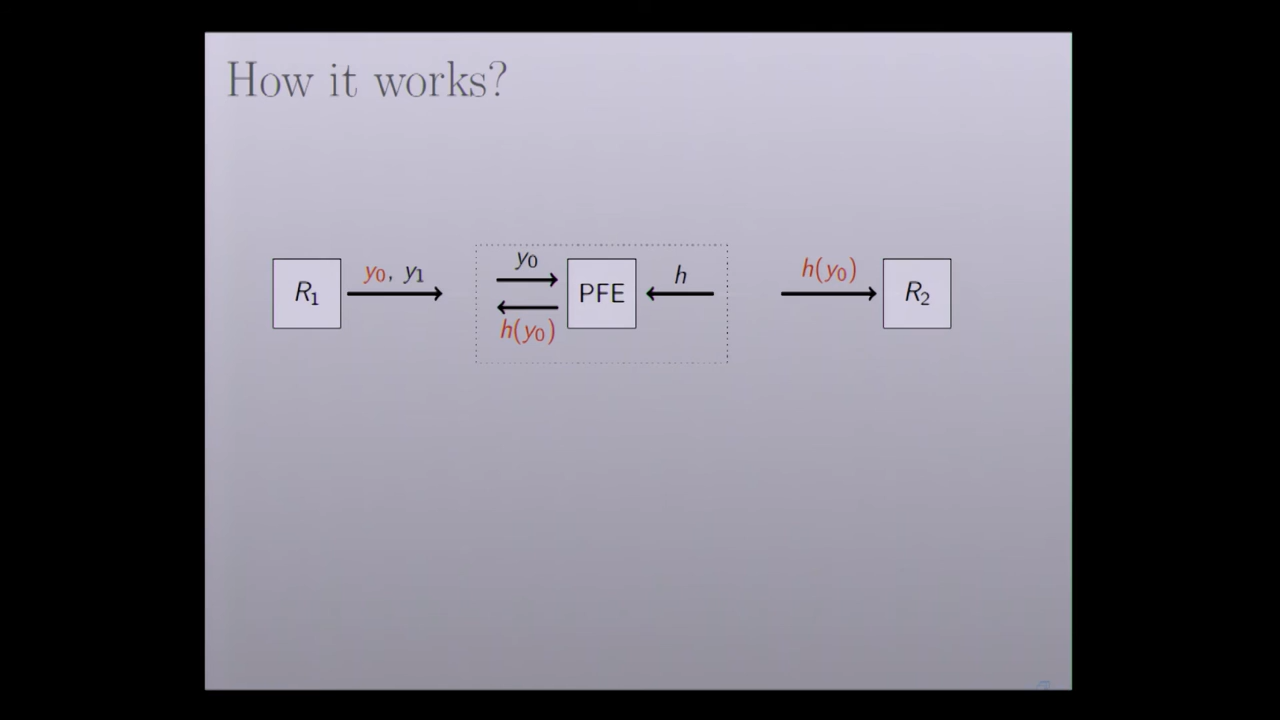 How it works?
R₁
y₀, y₁
y₀
h(y₀)
PFE
h
h(y₀)
R₂